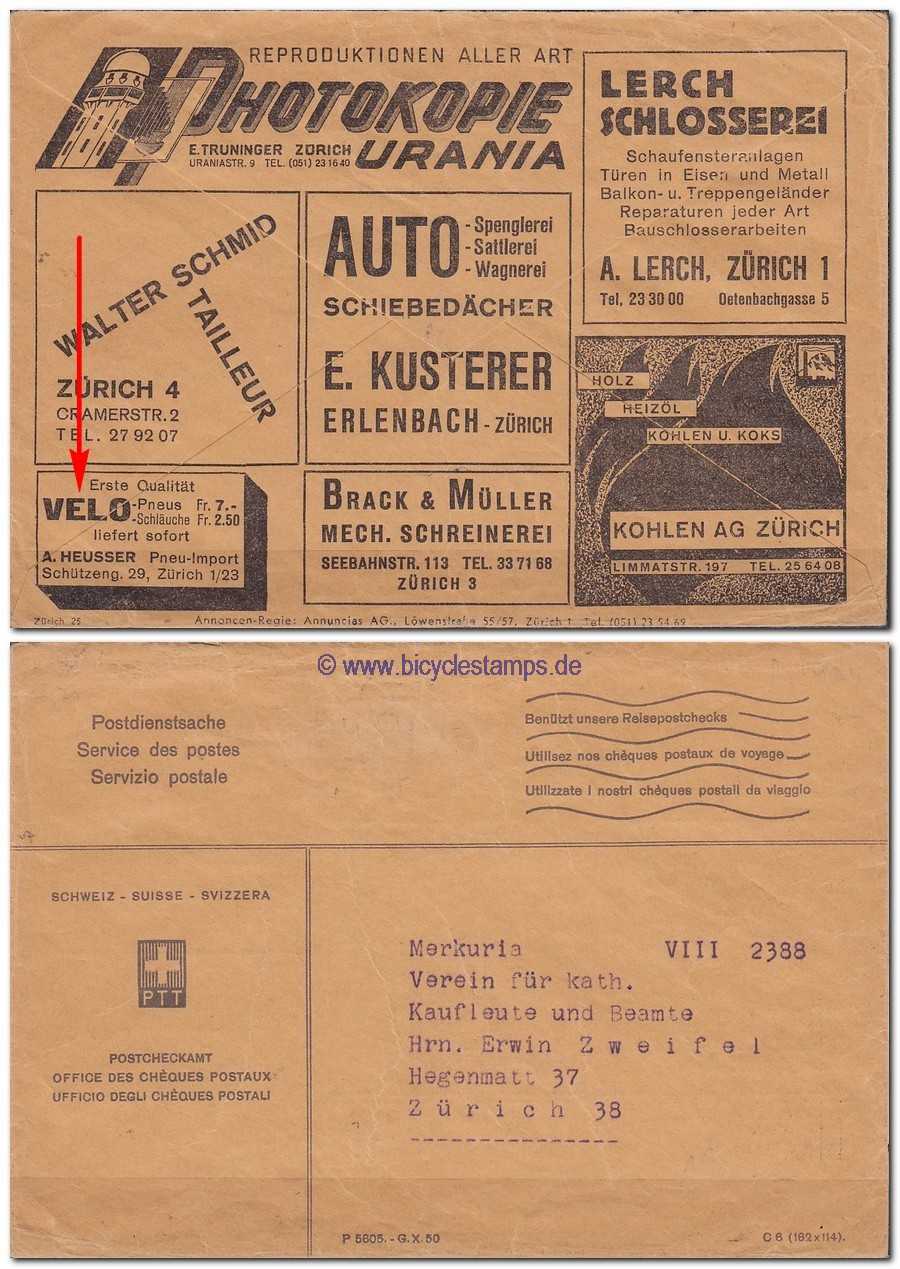 REPRODUKTIONEN ALLER ART
PHOTOKOPIE
E. TRUNINGER ZÜRICH
URANIASTR. 9 TEL. (051) 23 16 40
URANIA
LERCH
SCHLOSSEREI
Schaufensteranlagen
Türen in Eisen und Metall
Balkon- u. Treppengeländer
Reparaturen jeder Art
Bauschlosserarbeiten
A. LERCH, ZÜRICH 1
Tel. 23 30 00 Oetenbachgasse 5
WALTER SCHMID
TAILLEUR
ZÜRICH 4
CRAMERSTR. 2
TEL. 27 92 07
AUTO
- Spenglerei
- Sattlerei
- Wagnerei
SCHIEBEDÄCHER
E. KUSTERER
ERLENBACH - ZÜRICH
HOLZ
HEIZÖL
KOHLEN U. KOKS
KOHLEN AG ZÜRICH
LIMMATSTR. 197 TEL. 25 64 08
Erste Qualität
VELO
-Pneus Fr. 7.-
-Schläuche Fr. 2.50
liefert sofort
A. HEUSSER Pneu-Import
Schützeng. 29, Zürich 1/23
BRACK & MÜLLER
MECH. SCHREINEREI
SEEBAHNSTR. 113 TEL. 33 71 68
ZÜRICH 3
Zürich 25 Annoncen-Regie: Annuncias AG., Löwenstraße 55/57, Zürich 1 Tel. (051) 23 54 69
© www.bicyclestamps.de
Postdienstsache
Service des postes
Servizio postale
Benützt unsere Reisepostchecks
Utilisez nos chèques postaux de voyage
Utilizzate i nostri chèques postali da viaggio
SCHWEIZ - SUISSE - SVIZZERA
PTT
POSTCHECKAMT
OFFICE DES CHÈQUES POSTAUX
UFFICIO DEGLI CHÈQUES POSTALI
Merkuria VIII 2388
Verein für kath.
Kaufleute und Beamte
Hrn. Erwin Z w e i f e l
Hegenmatt 37
Z ü r i c h 38
---------------
P 5605. - G. X. 50 C 6 (162x114).